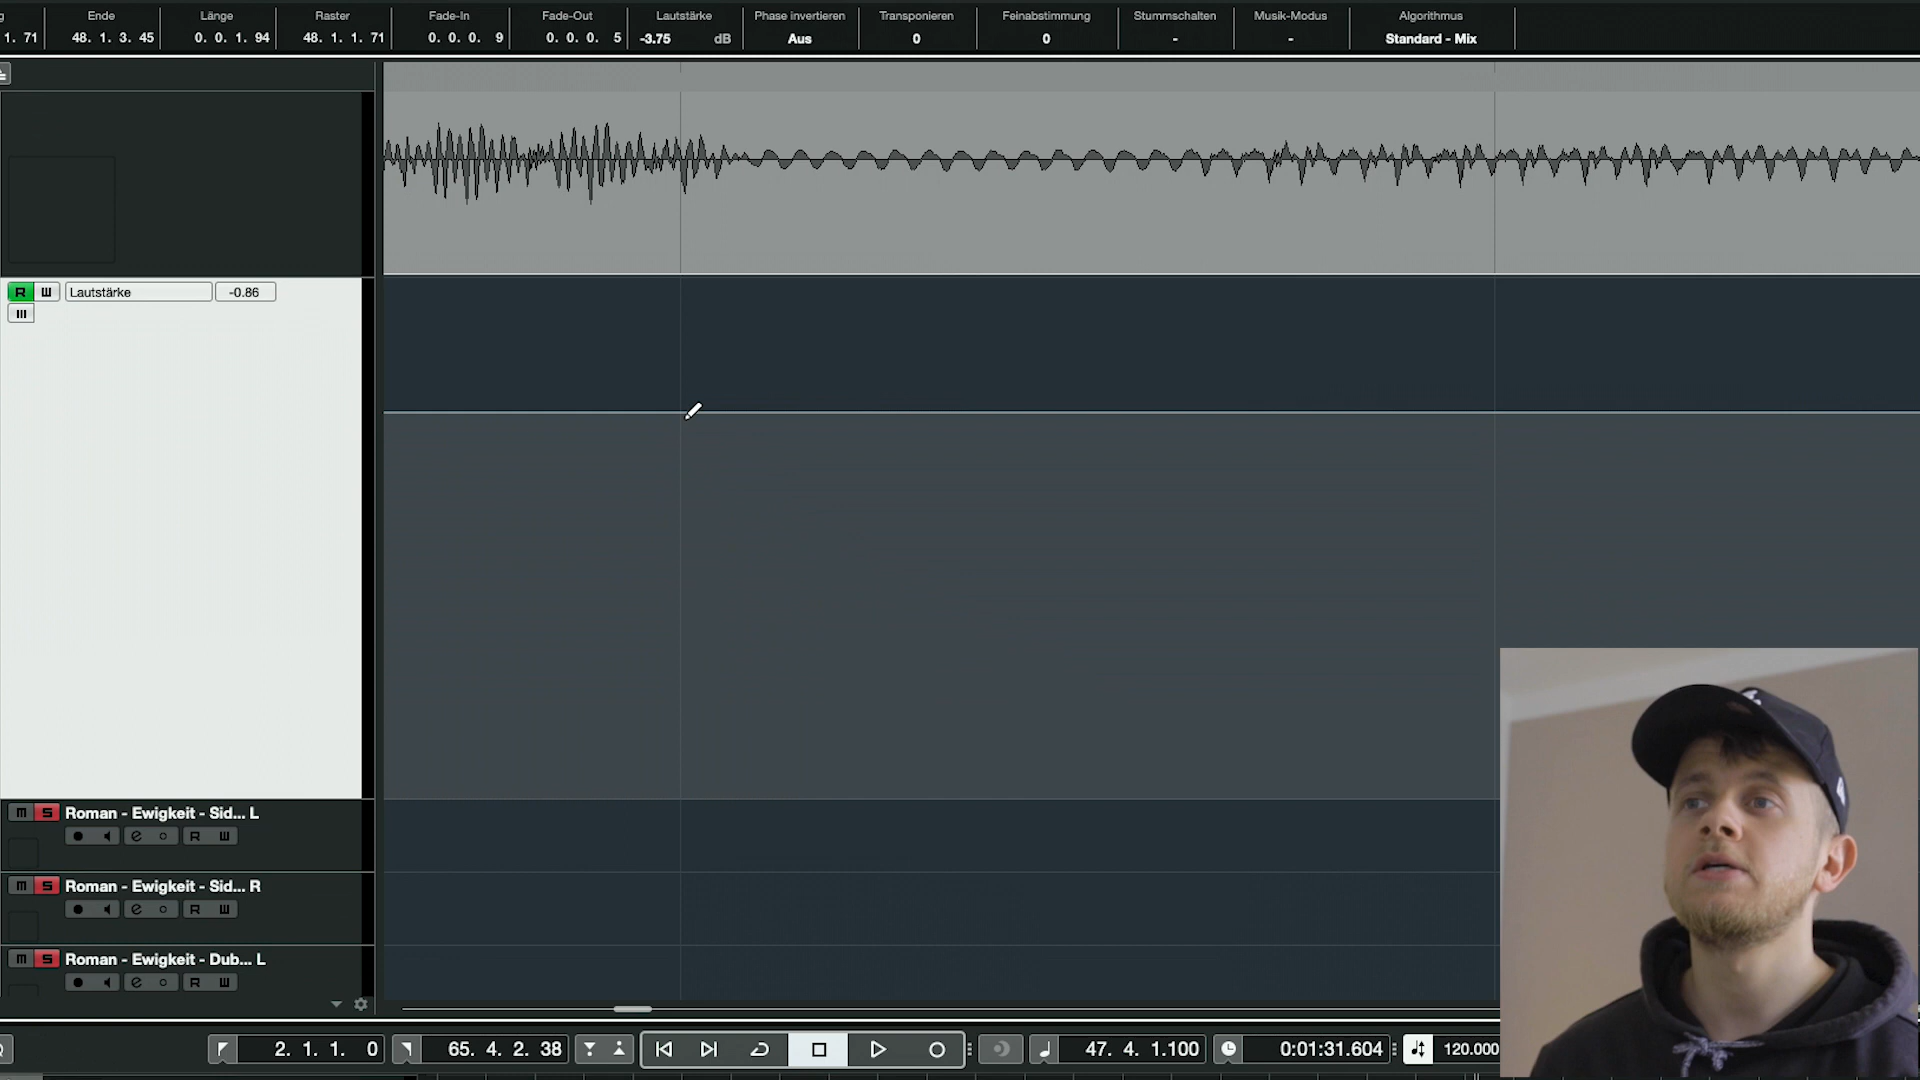 Ende Länge Raster Fade-In Fade-Out Lautstärke Phase invertieren Transponieren Feinabstimmung Stummschalten Musik-Modus Algorithmus
1. 71 48. 1. 3. 45 0. 0. 1. 94 48. 1. 1. 71 0. 0. 0. 9 0. 0. 0. 5 -3.75 dB Aus 0 0 - - Standard - Mix
R W Lautstärke -0.86
m S Roman - Ewigkeit - Sid... L
e R W
m S Roman - Ewigkeit - Sid... R
e R W
m S Roman - Ewigkeit - Dub... L
e R W
2. 1. 1. 0 65. 4. 2. 38 47. 4. 1.100 0:01:31.604 120.000